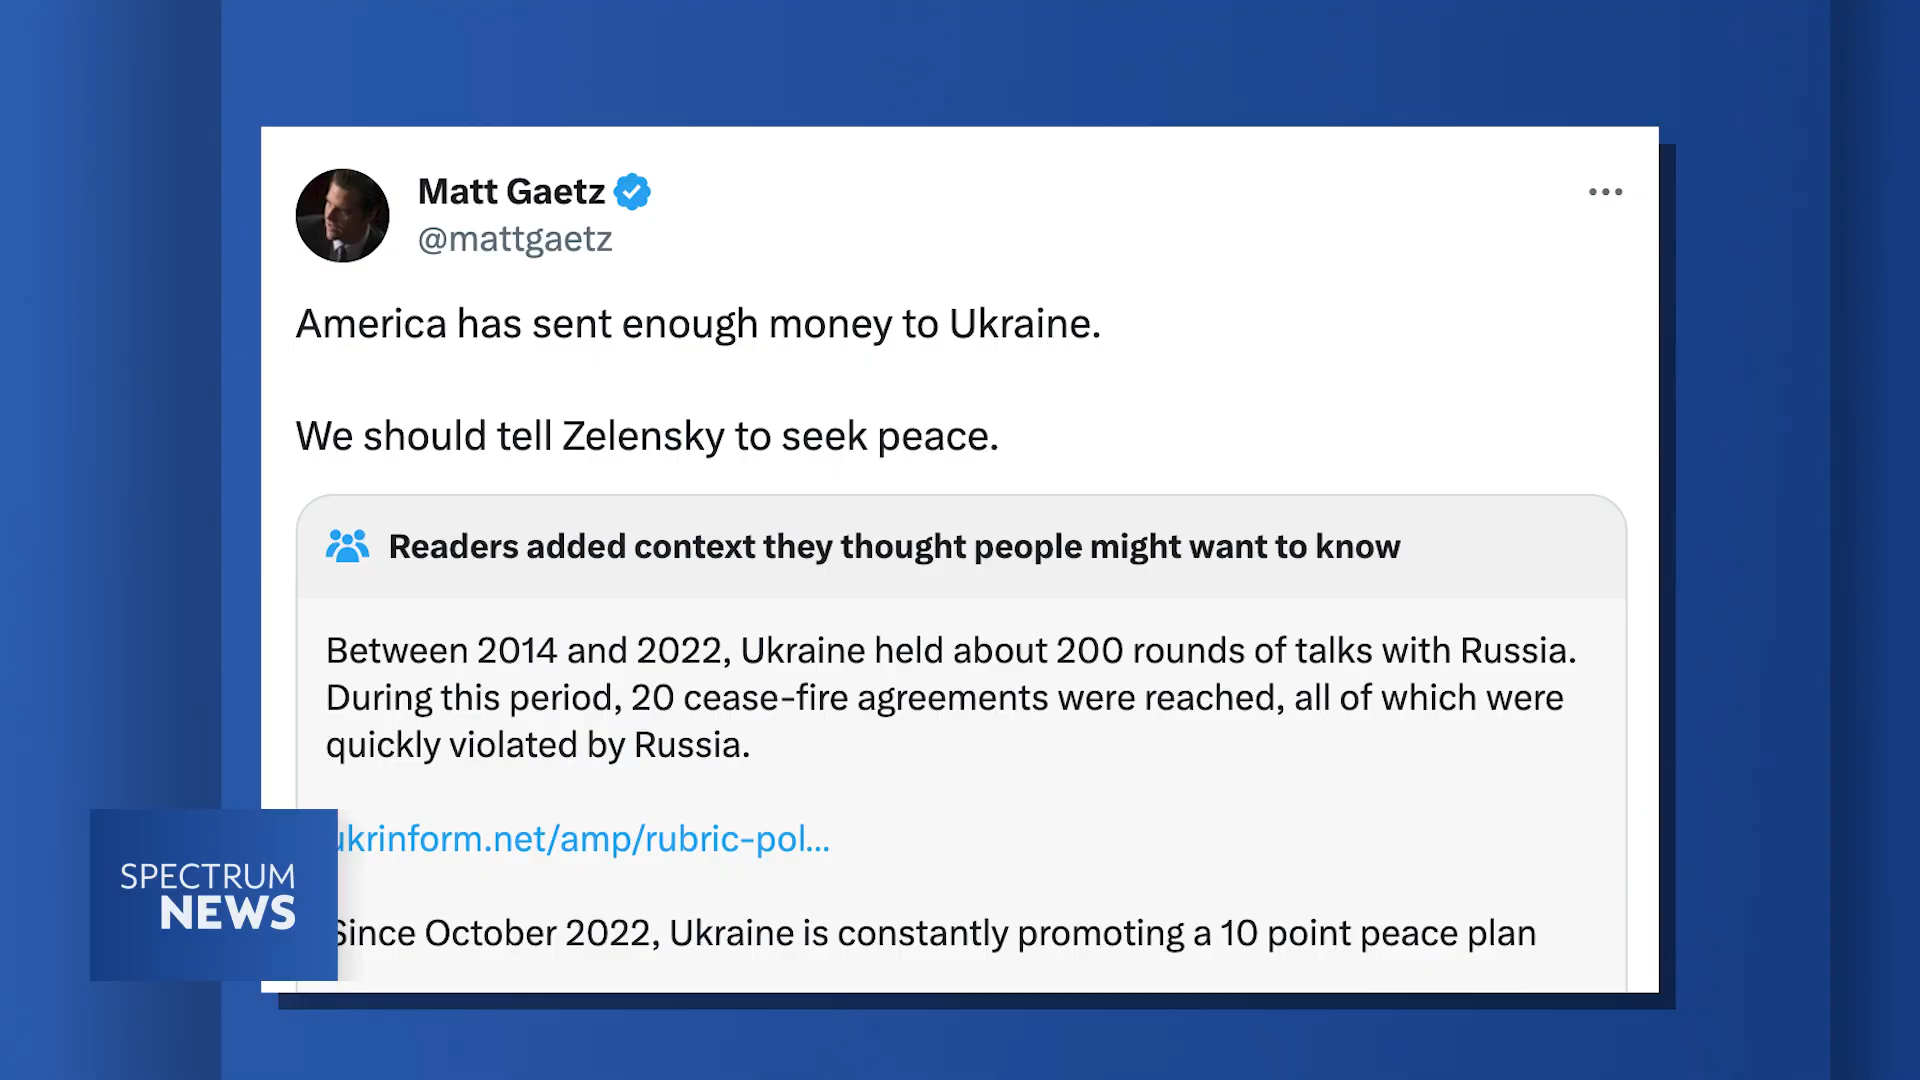 Matt Gaetz
@mattgaetz
America has sent enough money to Ukraine.
We should tell Zelensky to seek peace.
Readers added context they thought people might want to know
Between 2014 and 2022, Ukraine held about 200 rounds of talks with Russia.
During this period, 20 cease-fire agreements were reached, all of which were
quickly violated by Russia.
ukrinform.net/amp/rubric-pol...
Since October 2022, Ukraine is constantly promoting a 10 point peace plan
SPECTRUM
NEWS